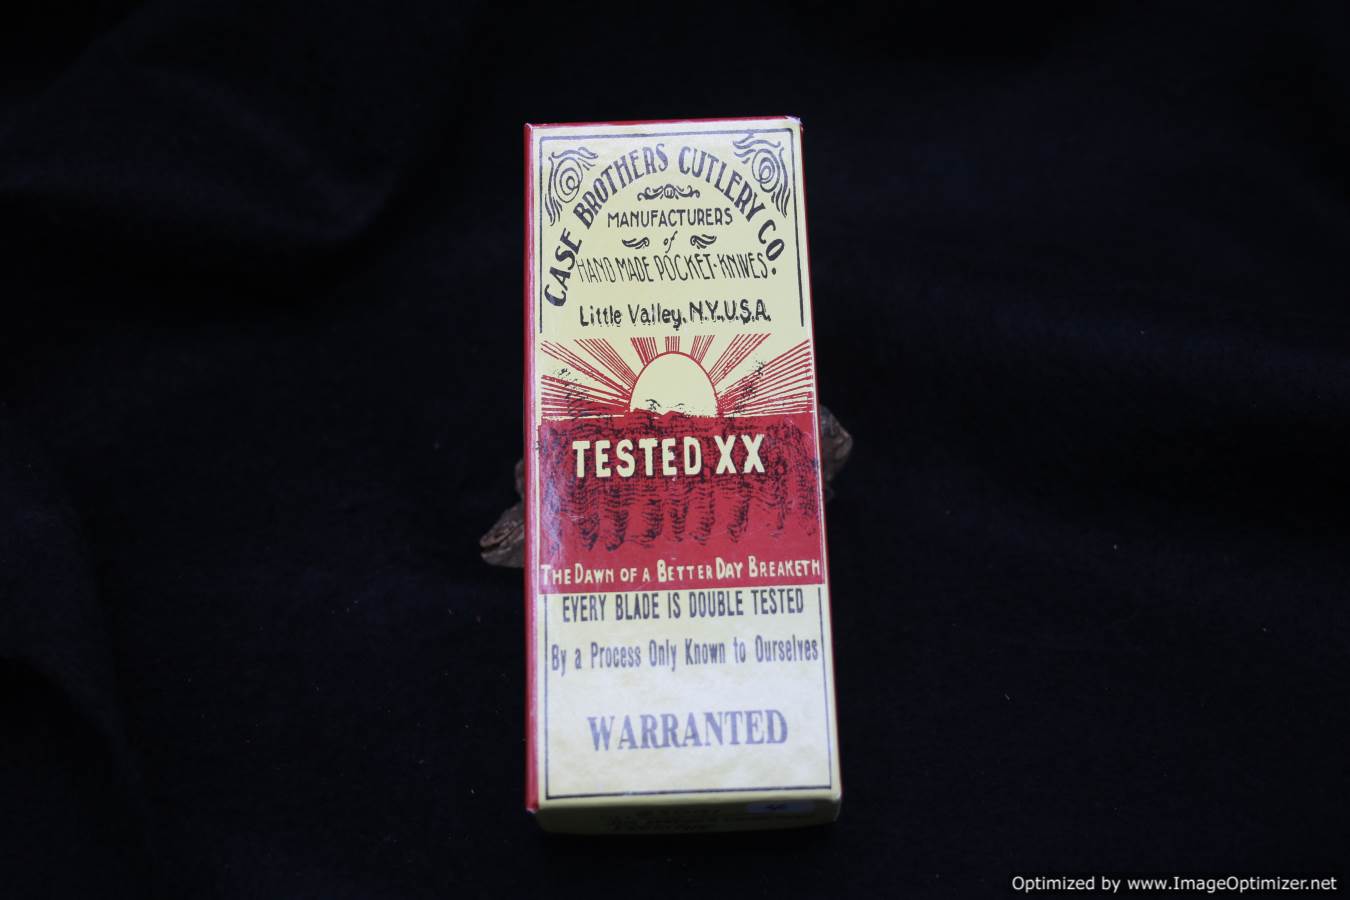 CASE BROTHERS CUTLERY CO.
MANUFACTURERS
of
HAND MADE POCKET-KNIVES.
Little Valley, N.Y. U.S.A.
TESTED XX
THE DAWN OF A BETTER DAY BREAKETH
EVERY BLADE IS DOUBLE TESTED
By a Process Only Known to Ourselves
WARRANTED
Optimized by www.ImageOptimizer.net